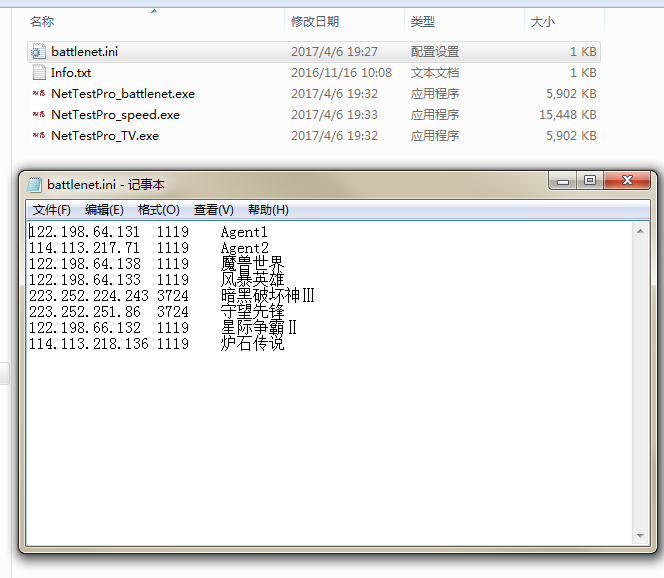 名称 修改日期 类型 大小
battlenet.ini 2017/4/6 19:27 配置设置 1 KB
Info.txt 2016/11/16 10:08 文本文档 1 KB
NetTestPro_battlenet.exe 2017/4/6 19:32 应用程序 5,902 KB
NetTestPro_speed.exe 2017/4/6 19:33 应用程序 15,448 KB
NetTestPro_TV.exe 2017/4/6 19:32 应用程序 5,902 KB
battlenet.ini - 记事本
文件(F) 编辑(E) 格式(O) 查看(V) 帮助(H)
122.198.64.131 1119 Agent1
114.113.217.71 1119 Agent2
122.198.64.138 1119 魔兽世界
122.198.64.133 1119 风暴英雄
223.252.224.243 3724 暗黑破坏神Ⅲ
223.252.251.86 3724 守望先锋
122.198.66.132 1119 星际争霸Ⅱ
114.113.218.136 1119 炉石传说